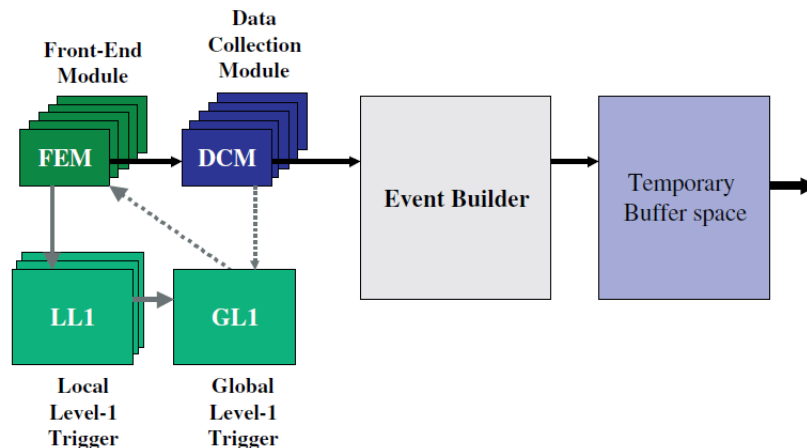 Front-End
Module
Data
Collection
Module
FEM
DCM
Event Builder
Temporary
Buffer space
LL1
GL1
Local
Level-1
Trigger
Global
Level-1
Trigger